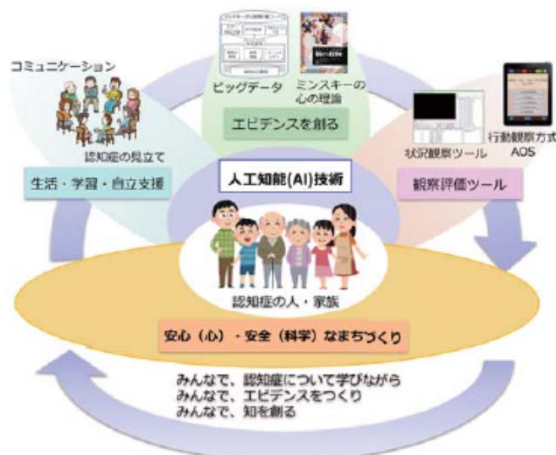 コミュニケーション
認知症の見立て
生活・学習・自立支援
ビッグデータ
ミンスキーの
心の理論
エビデンスを創る
状況観察ツール
行動観察方式
AOS
観察評価ツール
人工知能(AI)技術
認知症の人・家族
安心（心）・安全（科学）なまちづくり
みんなで、認知症について学びながら
みんなで、エビデンスをつくり
みんなで、知を創る